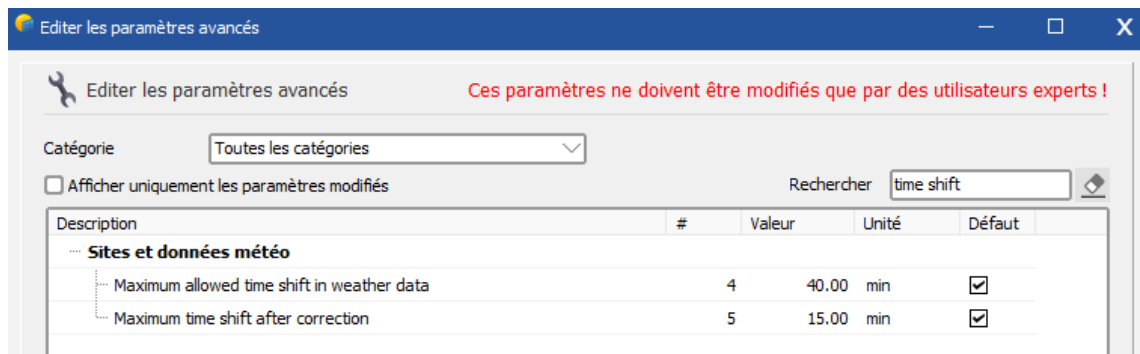 Editer les paramètres avancés
Editer les paramètres avancés Ces paramètres ne doivent être modifiés que par des utilisateurs experts !
Catégorie Toutes les catégories
Afficher uniquement les paramètres modifiés Rechercher time shift
Description # Valeur Unité Défaut
Sites et données météo
Maximum allowed time shift in weather data 4 40.00 min
Maximum time shift after correction 5 15.00 min